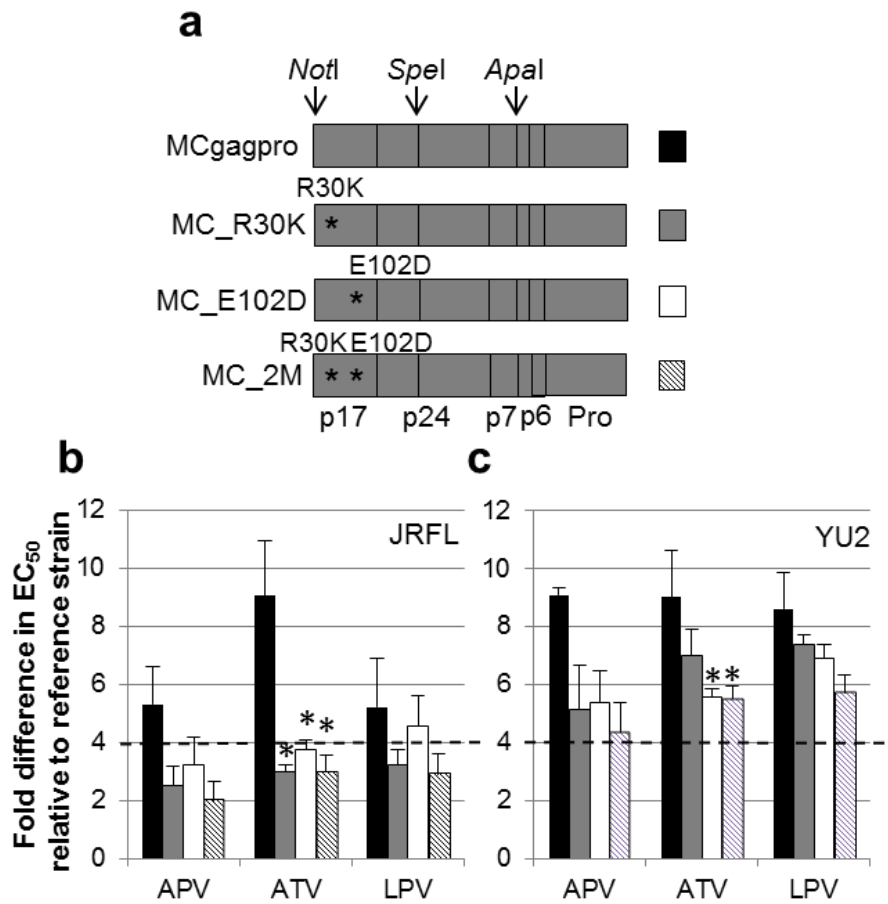 a
NotI SpeI ApaI
MCgagpro
R30K
MC_R30K
*
E102D
MC_E102D
*
R30K E102D
MC_2M
* *
p17 p24 p7 p6 Pro
b
Fold difference in EC50
relative to reference strain
12
10
8
6
4
2
0
JRFL
* * *
APV ATV LPV
c
12
10
8
6
4
2
0
YU2
**
APV ATV LPV